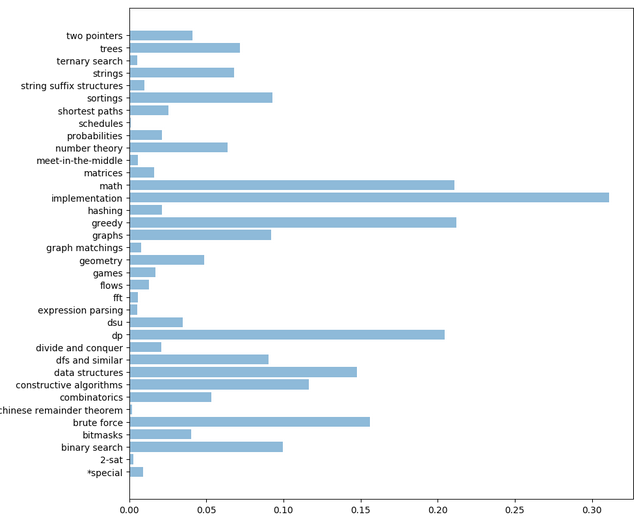 two pointers
trees
ternary search
strings
string suffix structures
sortings
shortest paths
schedules
probabilities
number theory
meet-in-the-middle
matrices
math
implementation
hashing
greedy
graphs
graph matchings
geometry
games
flows
fft
expression parsing
dsu
dp
divide and conquer
dfs and similar
data structures
constructive algorithms
combinatorics
chinese remainder theorem
brute force
bitmasks
binary search
2-sat
*special
0.00 0.05 0.10 0.15 0.20 0.25 0.30